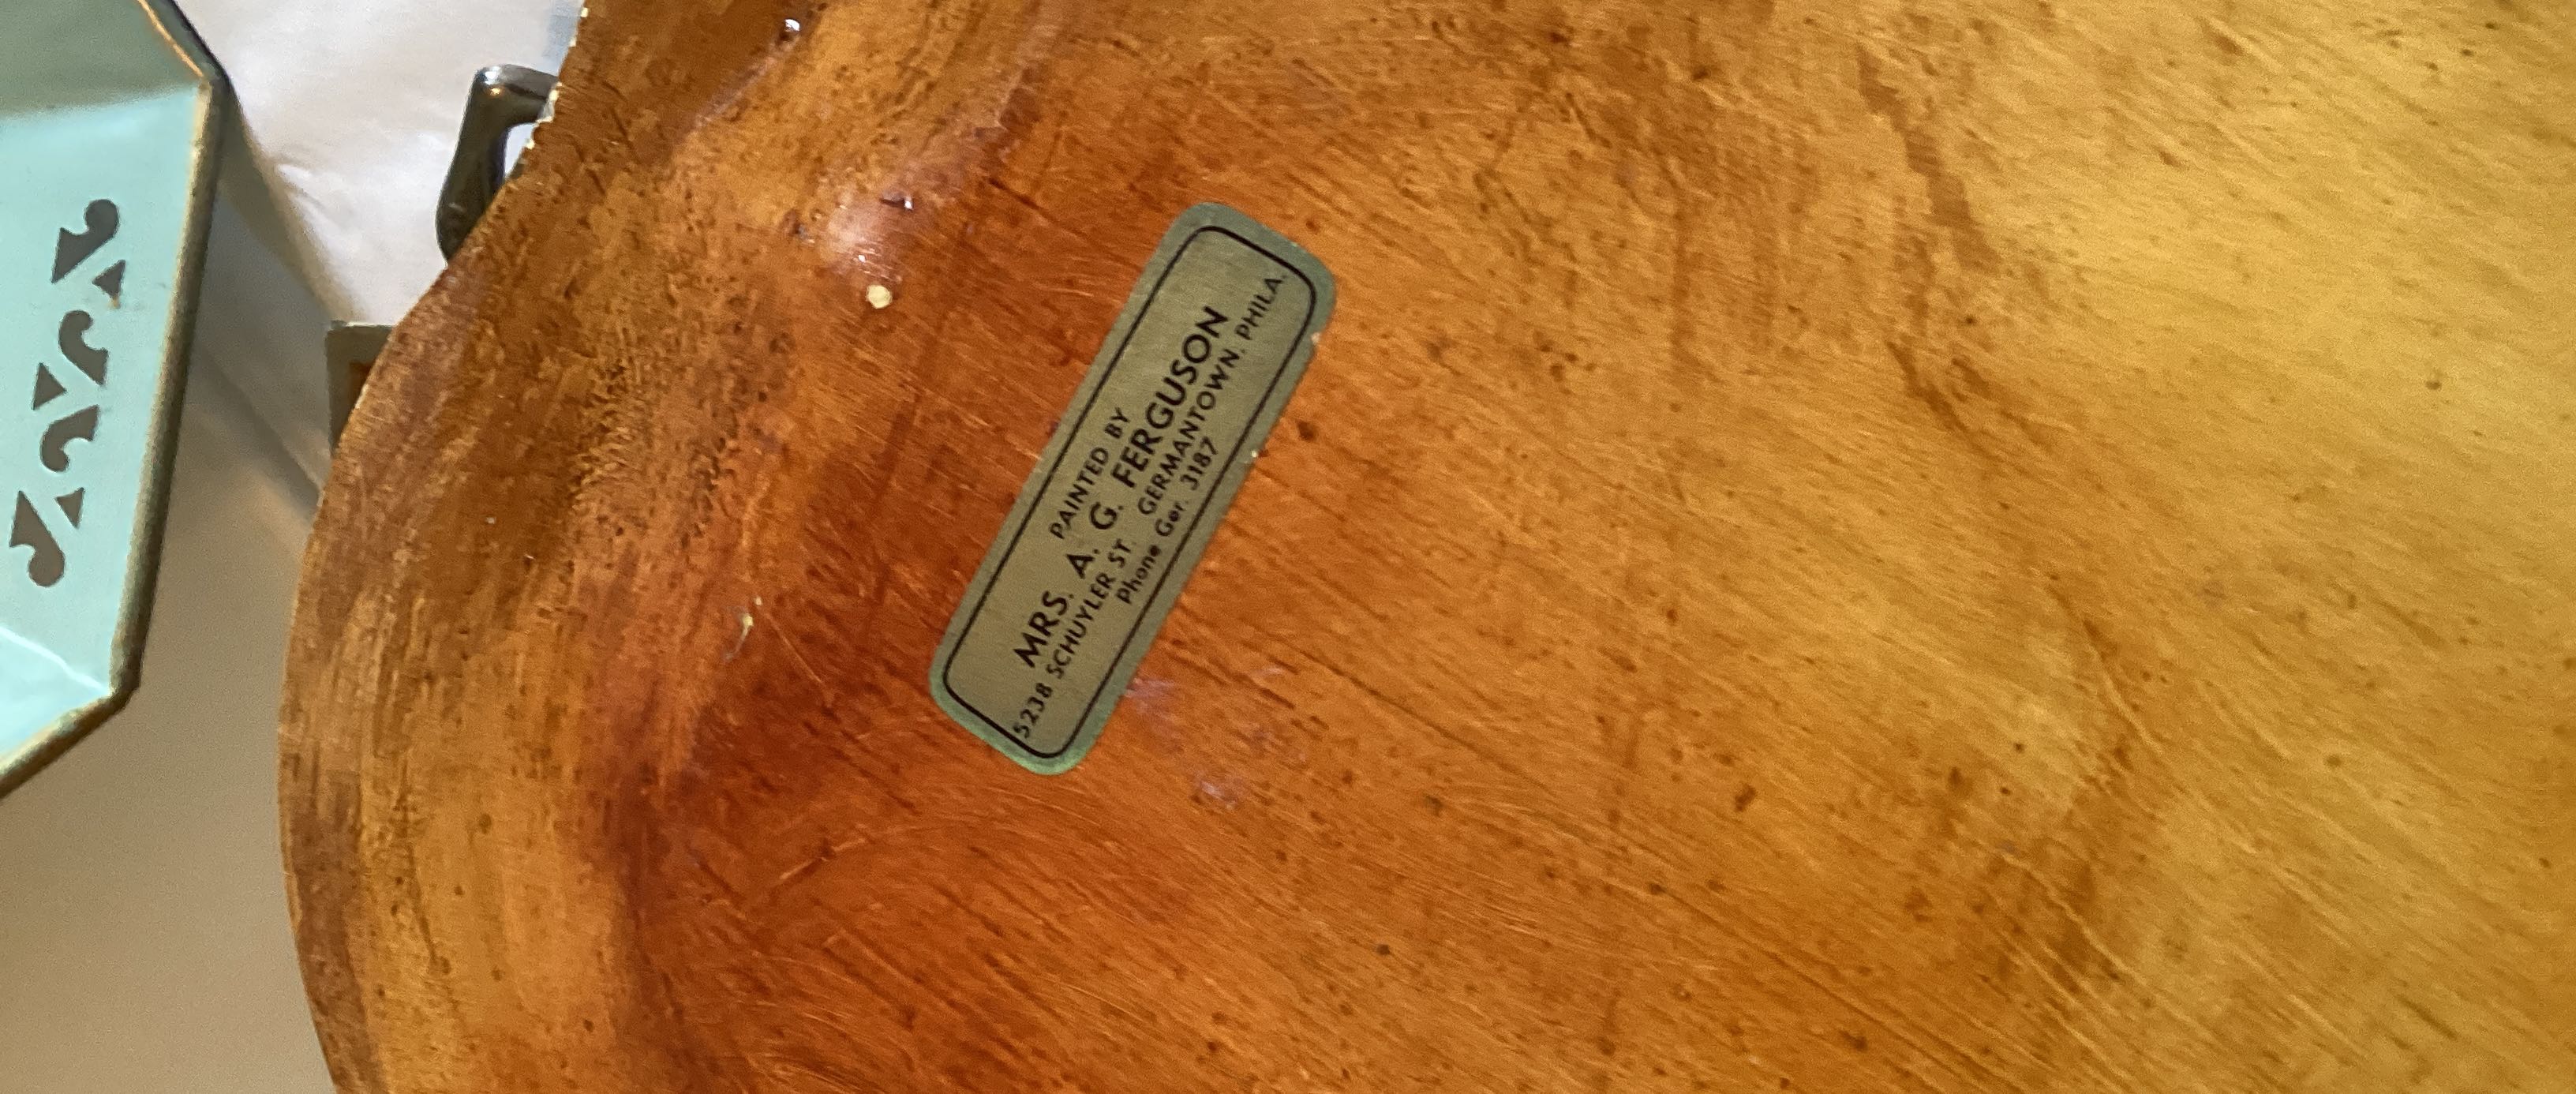 PAINTED BY
MRS. A. G. FERGUSON
5238 SCHUYLER ST. GERMANTOWN, PHILA.
Phone Ger. 3187